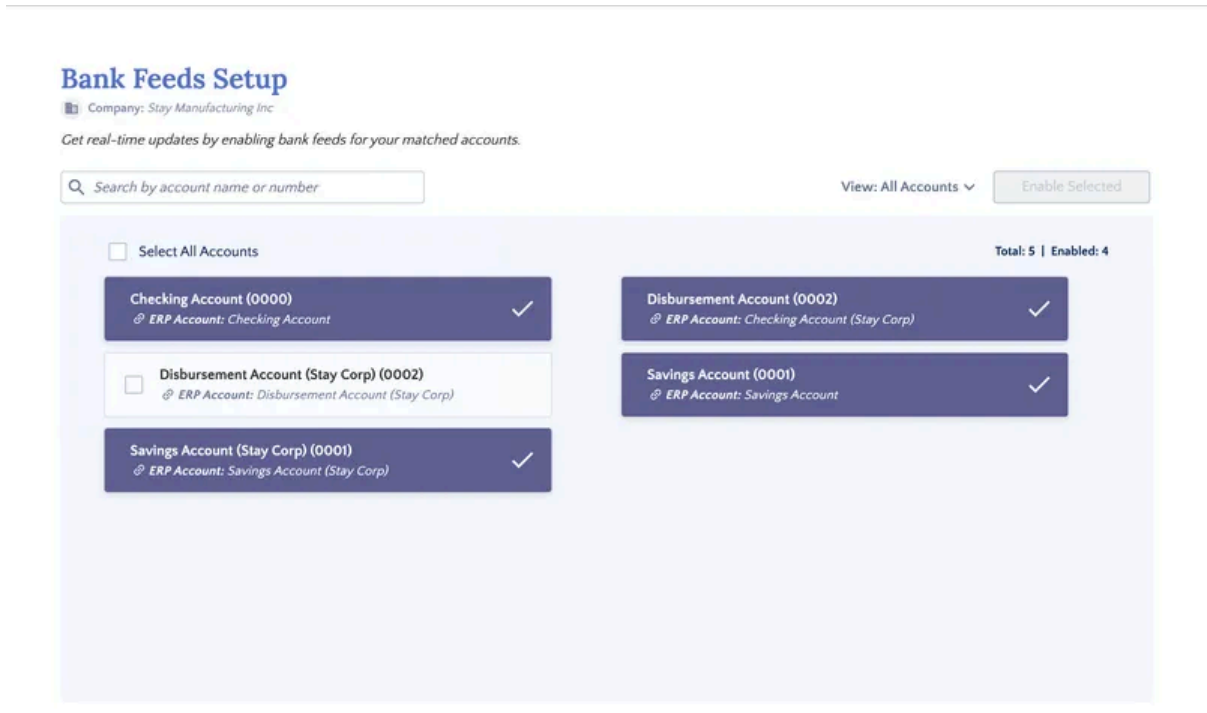 Bank Feeds Setup
Company: Stay Manufacturing Inc
Get real-time updates by enabling bank feeds for your matched accounts.
Search by account name or number
View: All Accounts
Enable Selected
Select All Accounts
Total: 5 | Enabled: 4
Checking Account (0000)
ERP Account: Checking Account
Disbursement Account (0002)
ERP Account: Checking Account (Stay Corp)
Disbursement Account (Stay Corp) (0002)
ERP Account: Disbursement Account (Stay Corp)
Savings Account (0001)
ERP Account: Savings Account
Savings Account (Stay Corp) (0001)
ERP Account: Savings Account (Stay Corp)